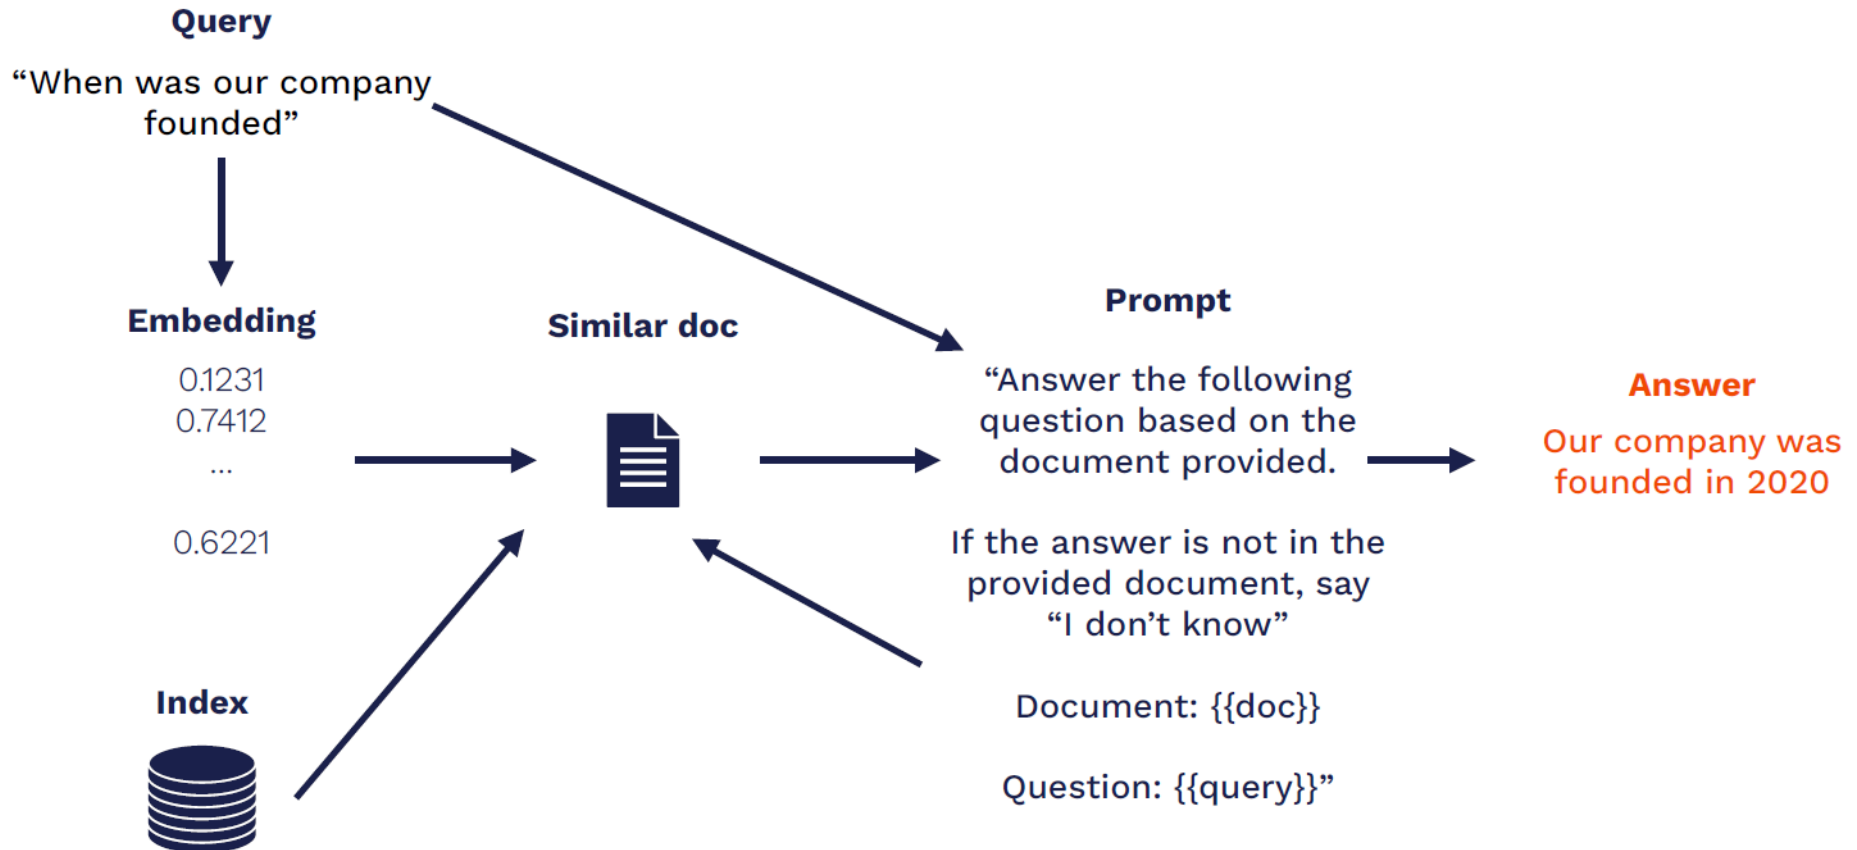 Query
“When was our company
founded”
Embedding
0.1231
0.7412
...
0.6221
Index
Similar doc
Prompt
“Answer the following
question based on the
document provided.
If the answer is not in the
provided document, say
“I don’t know”
Document: {{doc}}
Question: {{query}}”
Answer
Our company was
founded in 2020